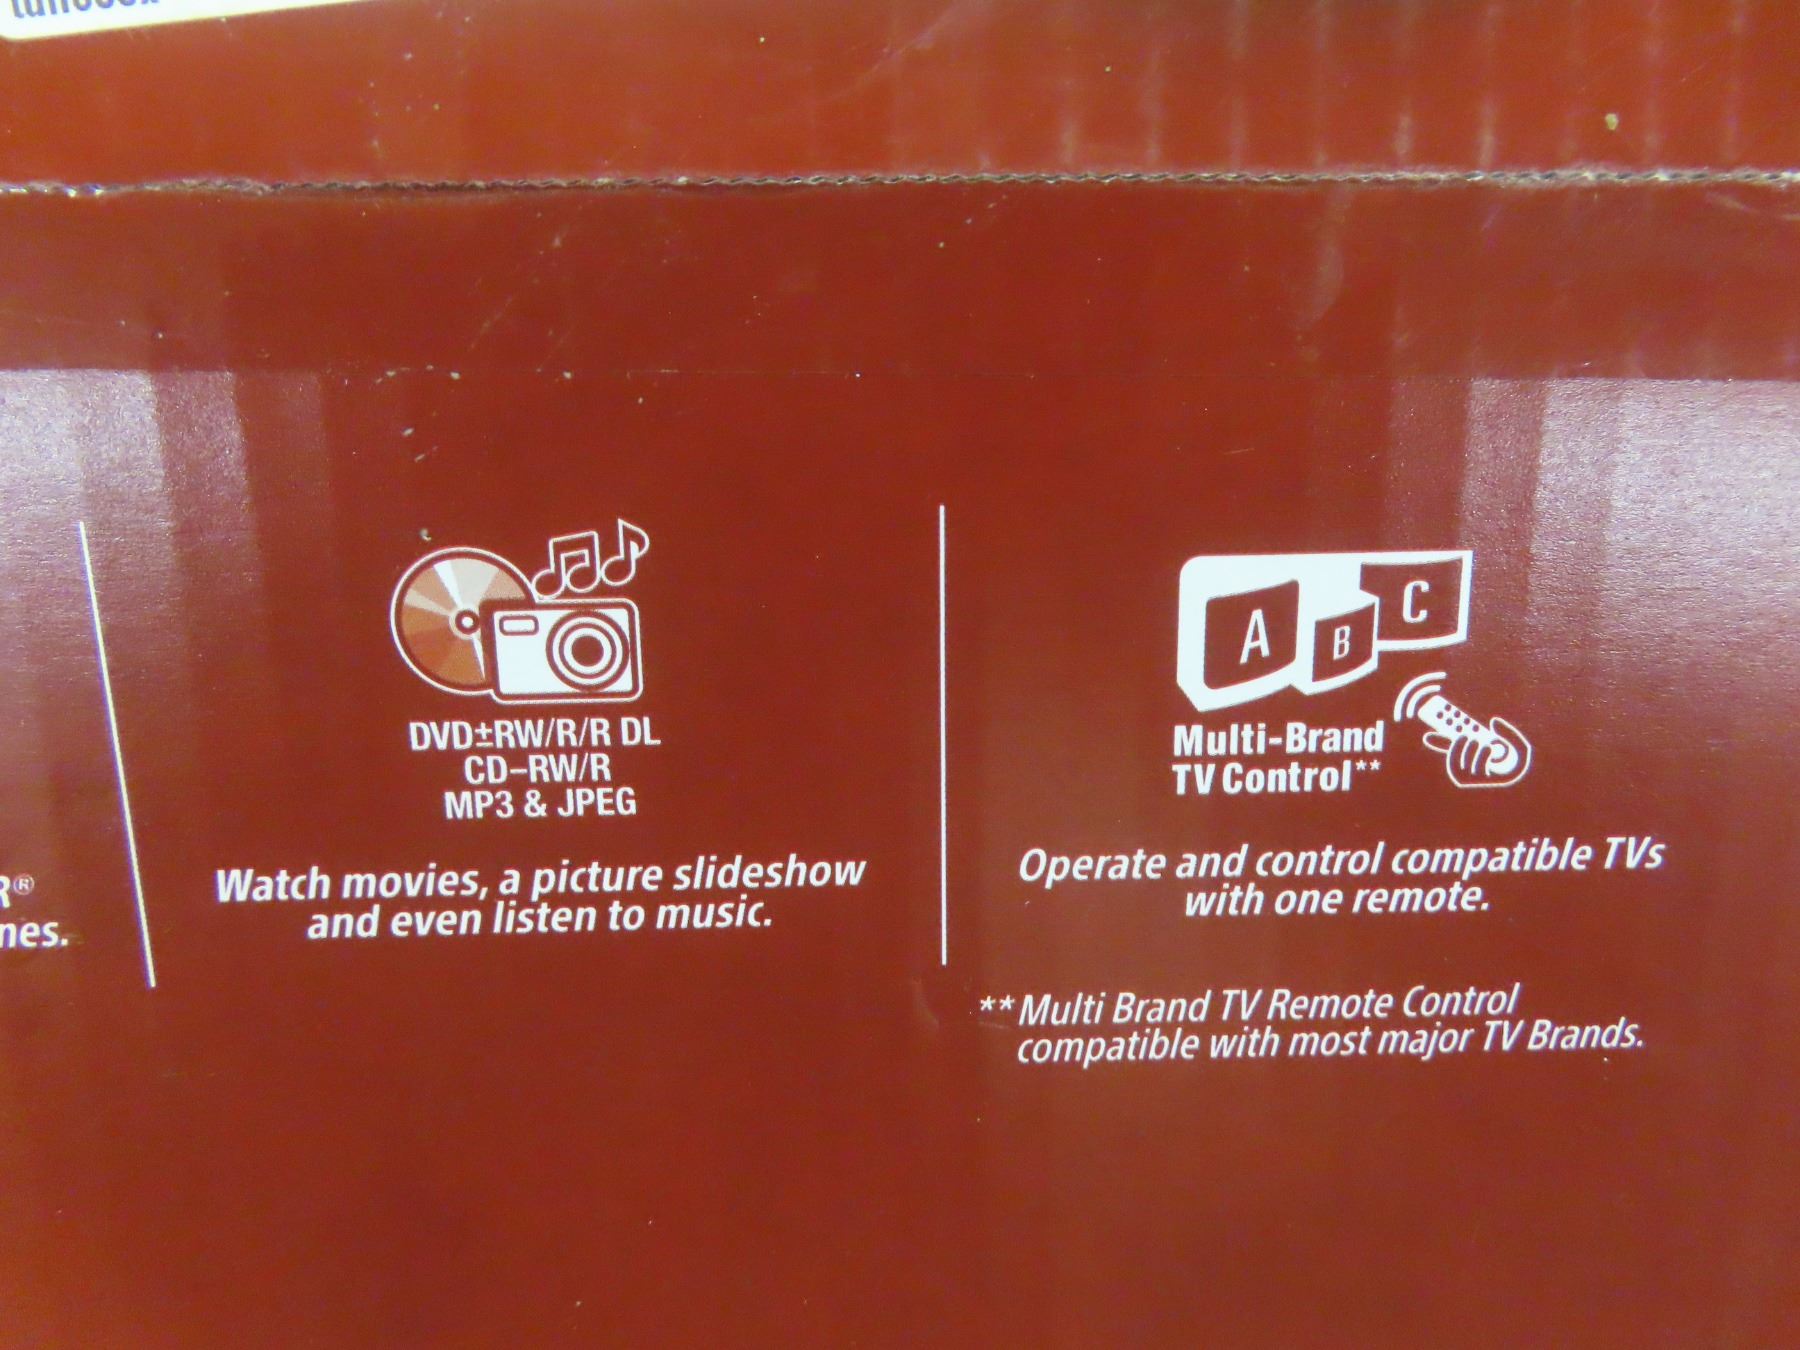 R®
nes.
DVD±RW/R/R DL
CD-RW/R
MP3 & JPEG
Watch movies, a picture slideshow
and even listen to music.
A B C
Multi-Brand
TV Control**
Operate and control compatible TVs
with one remote.
**Multi Brand TV Remote Control
compatible with most major TV Brands.